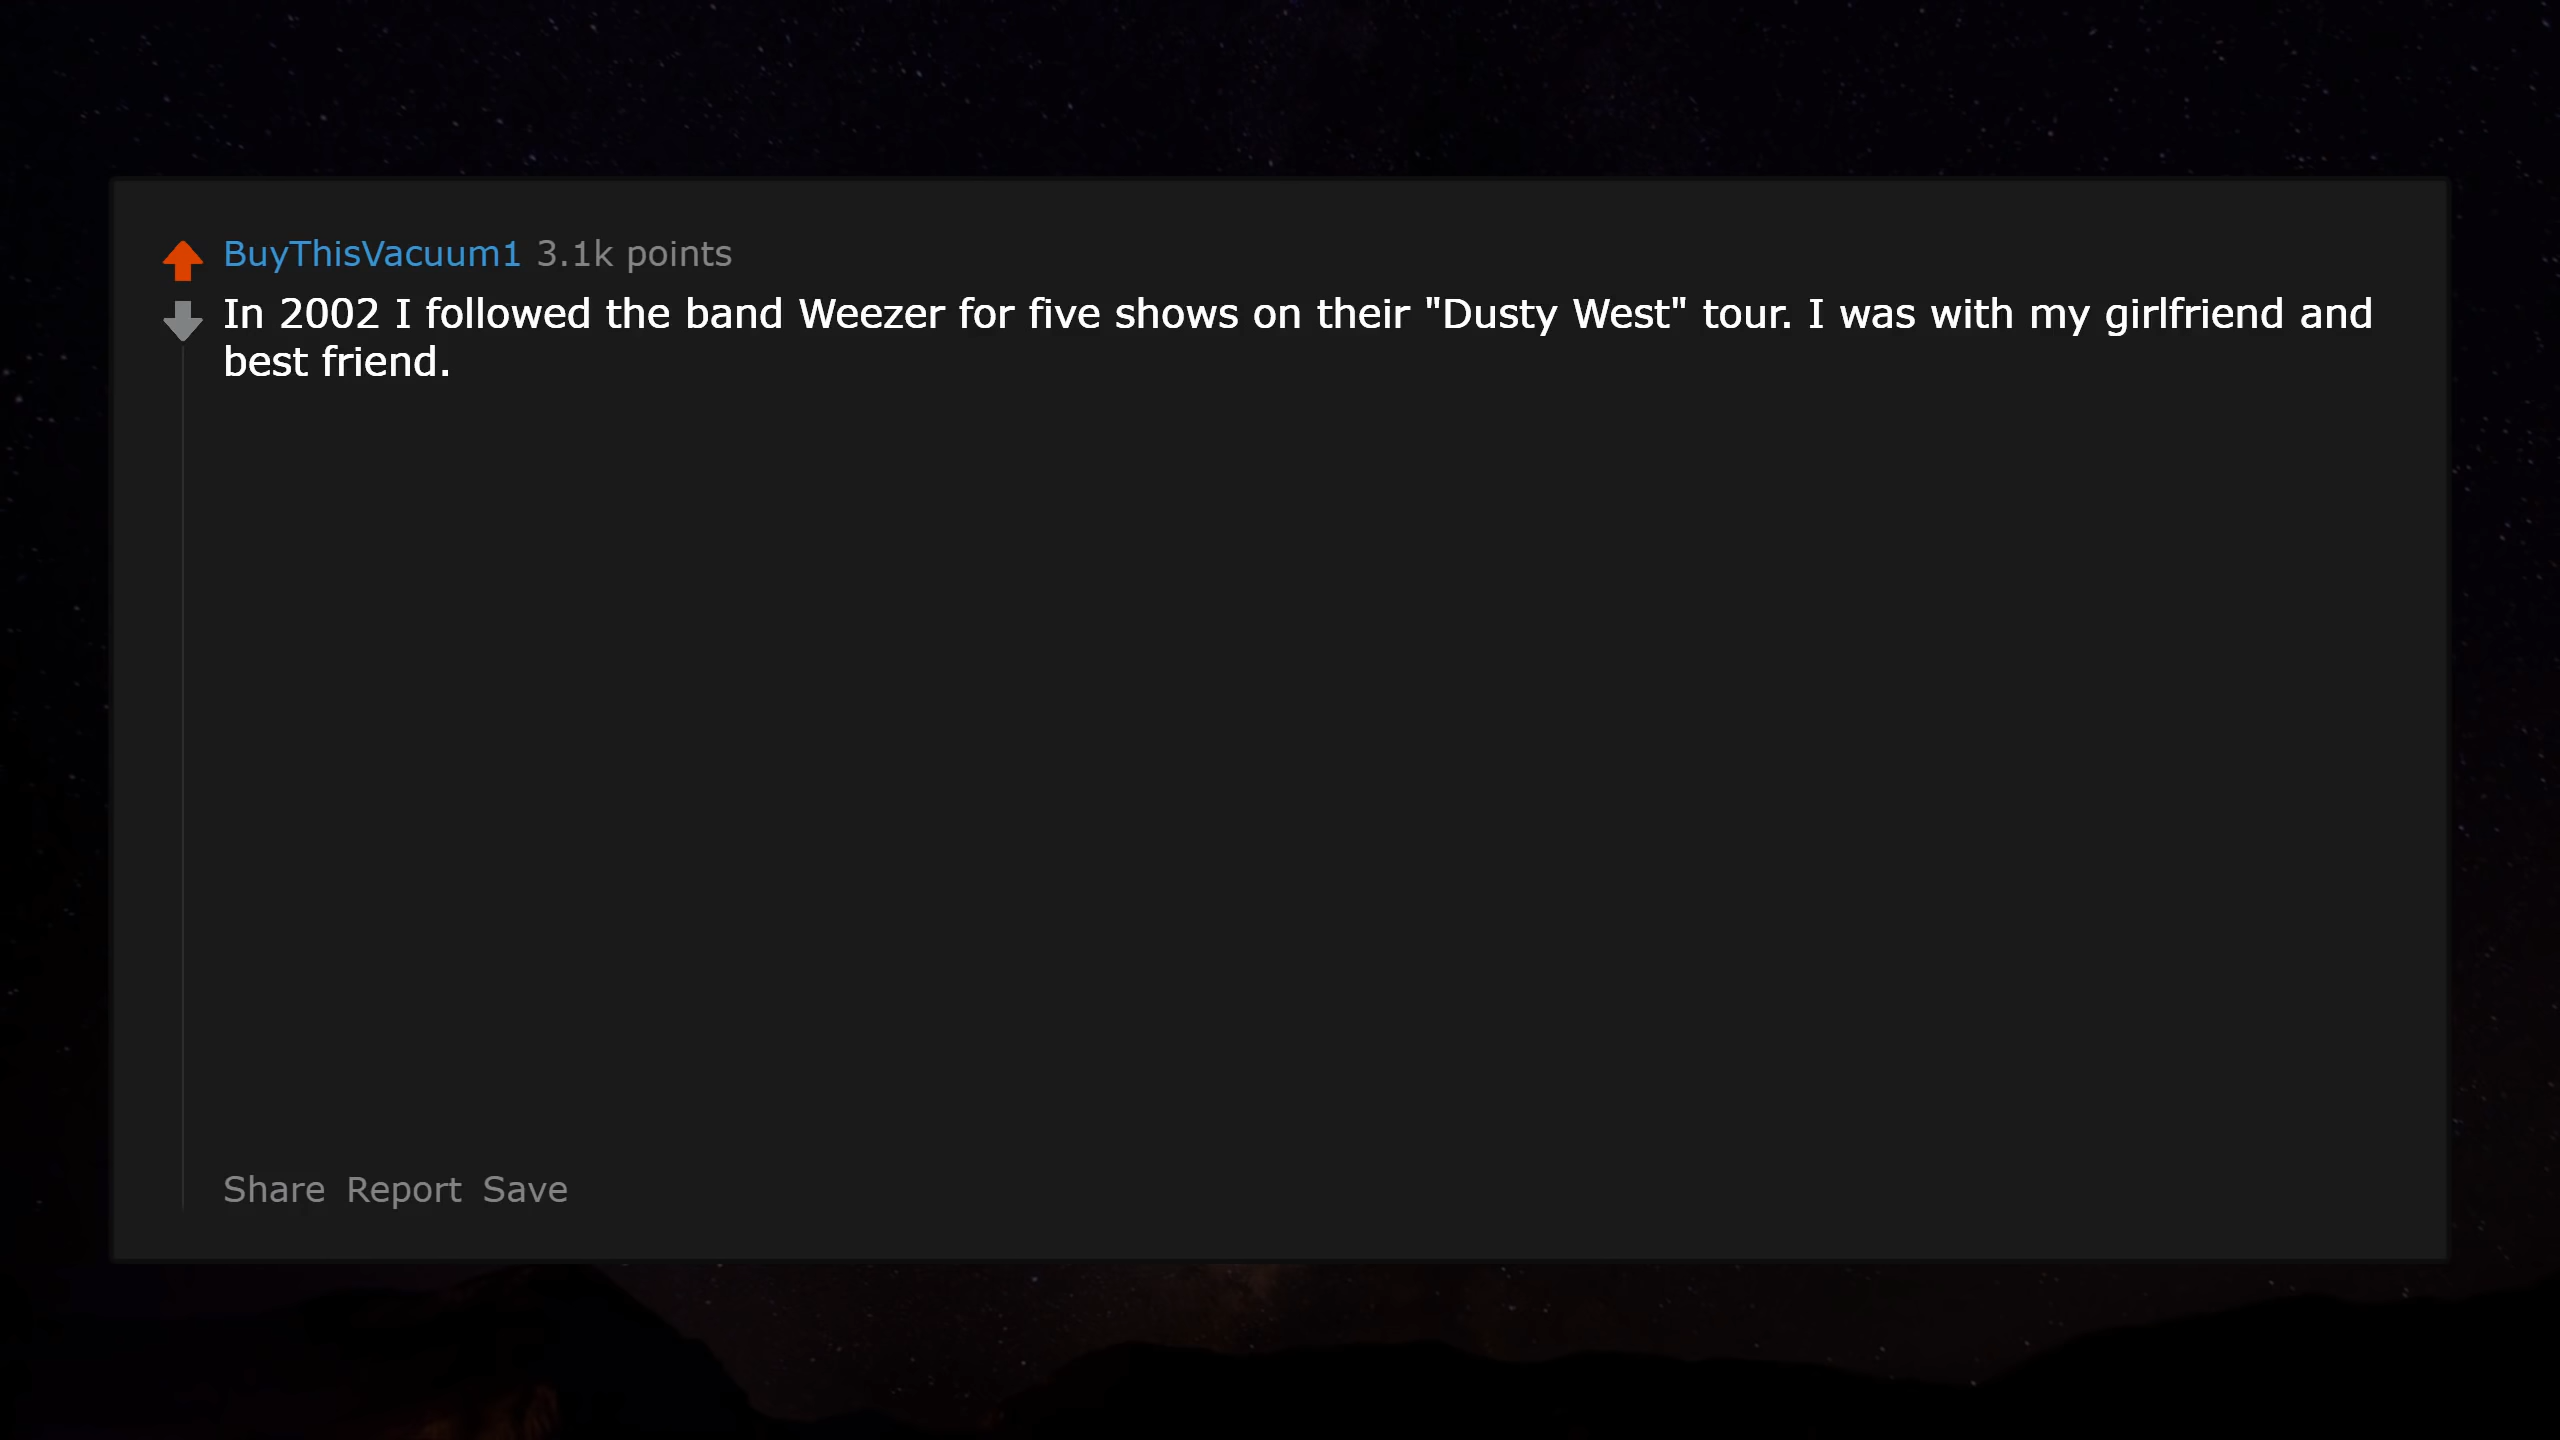 BuyThisVacuum1 3.1k points
In 2002 I followed the band Weezer for five shows on their "Dusty West" tour. I was with my girlfriend and
best friend.
Share Report Save